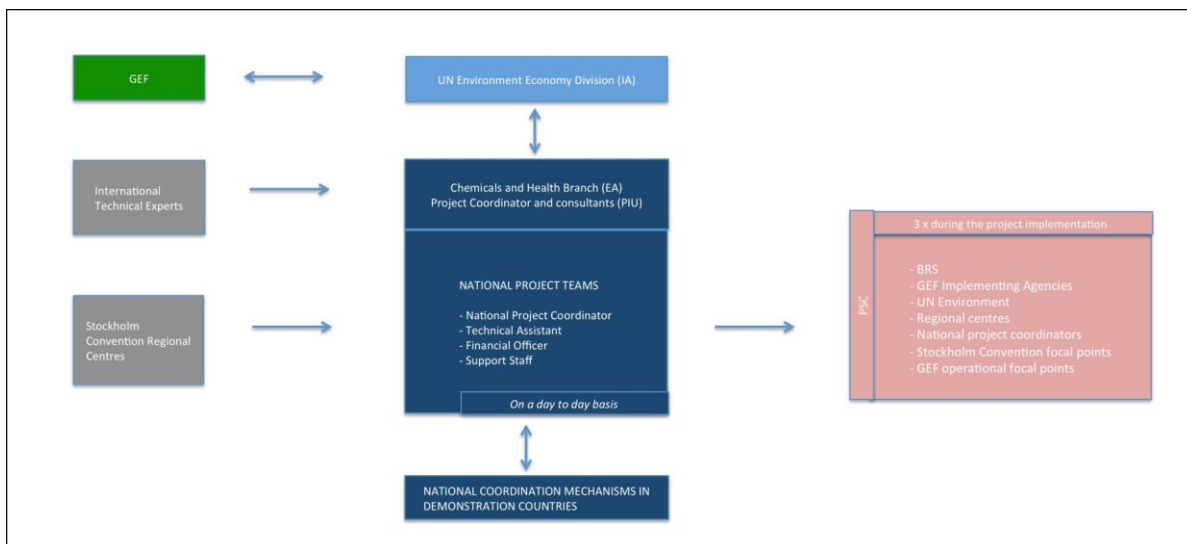 GEF
UN Environment Economy Division (IA)
International
Technical Experts
Chemicals and Health Branch (EA)
Project Coordinator and consultants (PIU)
NATIONAL PROJECT TEAMS
- National Project Coordinator
- Technical Assistant
- Financial Officer
- Support Staff
On a day to day basis
Stockholm
Convention Regional
Centres
NATIONAL COORDINATION MECHANISMS IN
DEMONSTRATION COUNTRIES
PSC
3 x during the project implementation
- BRS
- GEF Implementing Agencies
- UN Environment
- Regional centres
- National project coordinators
- Stockholm Convention focal points
- GEF operational focal points